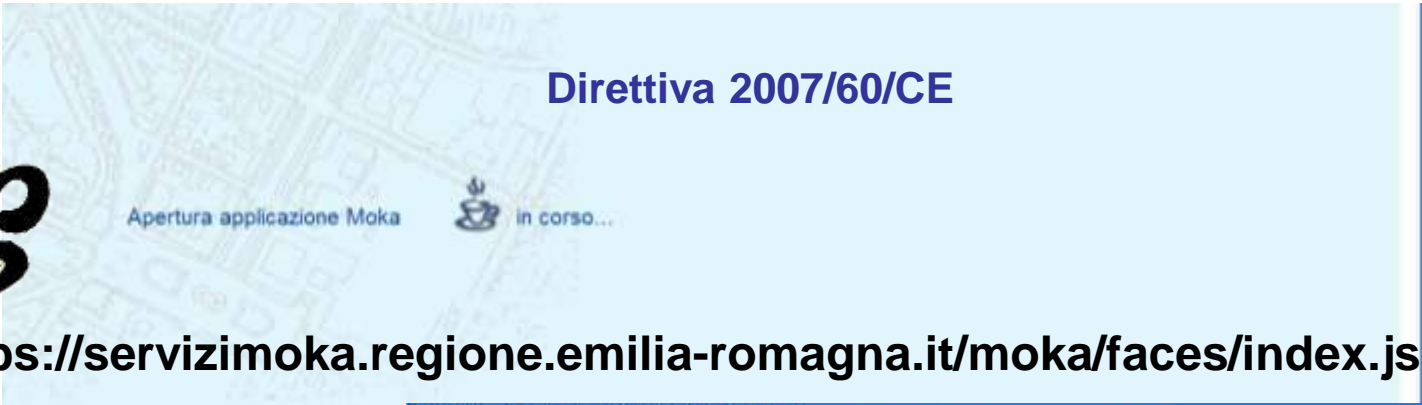 Direttiva 2007/60/CE
Apertura applicazione Moka in corso...
ps://servizimoka.regione.emilia-romagna.it/moka/faces/index.js